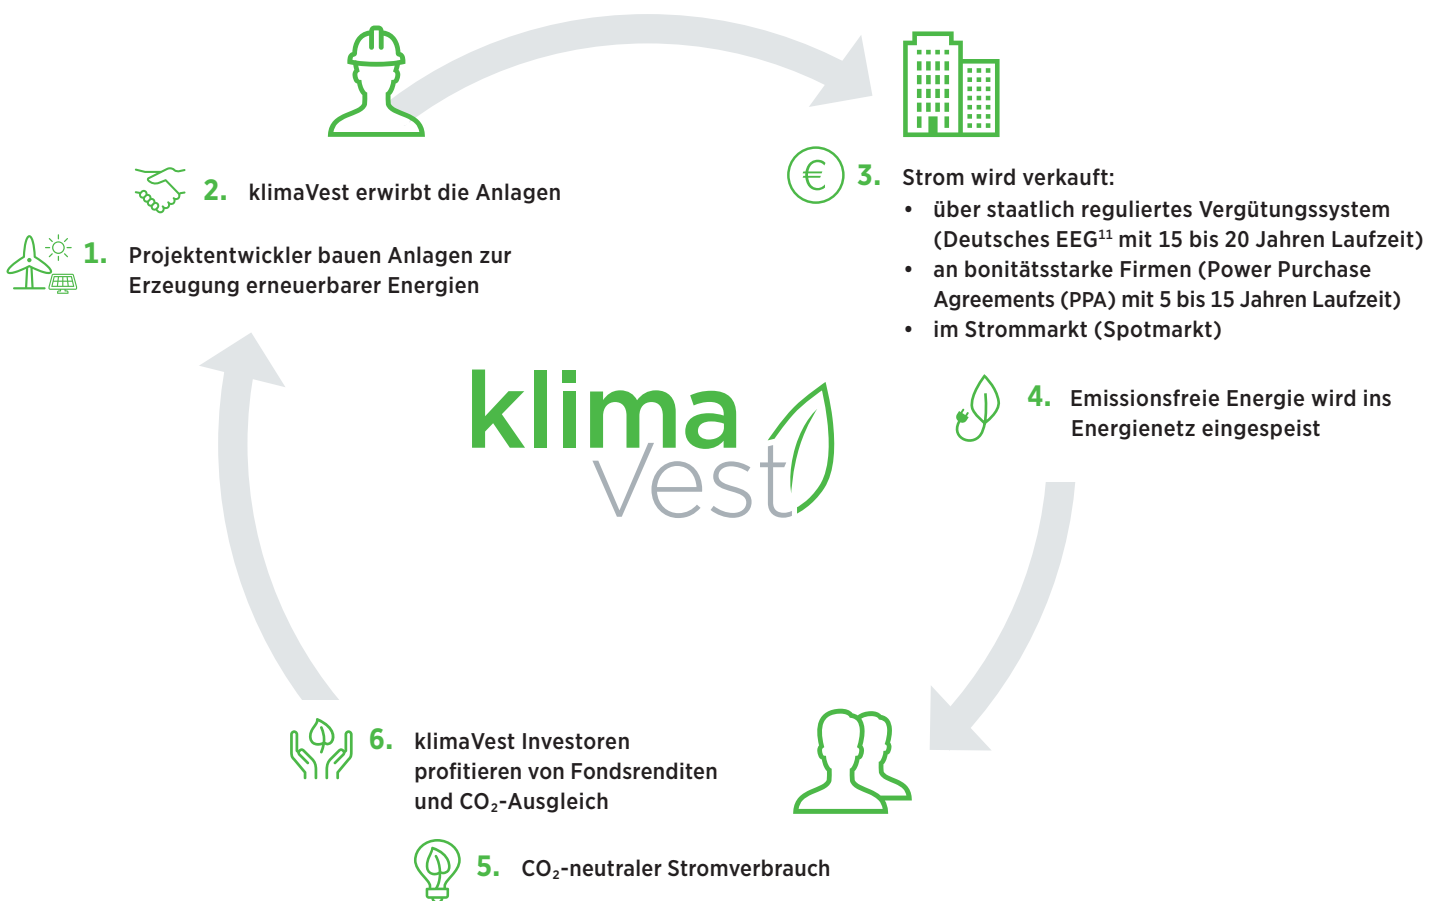 1. Projektentwickler bauen Anlagen zur
Erzeugung erneuerbarer Energien
2. klimaVest erwirbt die Anlagen
3. Strom wird verkauft:
• über staatlich reguliertes Vergütungssystem
(Deutsches EEG¹¹ mit 15 bis 20 Jahren Laufzeit)
• an bonitätsstarke Firmen (Power Purchase
Agreements (PPA) mit 5 bis 15 Jahren Laufzeit)
• im Strommarkt (Spotmarkt)
4. Emissionsfreie Energie wird ins
Energienetz eingespeist
5. CO₂-neutraler Stromverbrauch
6. klimaVest Investoren
profitieren von Fondsrenditen
und CO₂-Ausgleich
klima
Vest
€